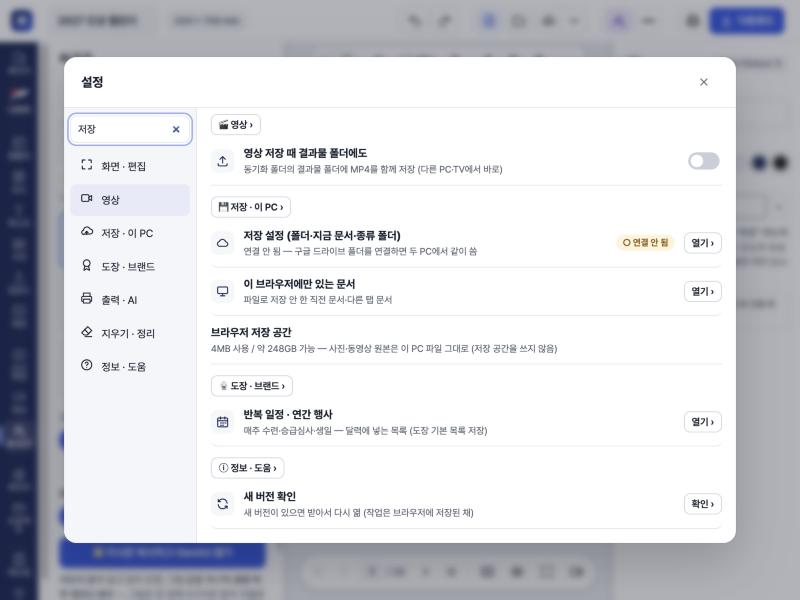 설정
저장
화면 · 편집
영상
저장 · 이 PC
도장 · 브랜드
출력 · AI
지우기 · 정리
정보 · 도움
영상 ›
영상 저장 때 결과물 폴더에도
동기화 폴더의 결과물 폴더에 MP4를 함께 저장 (다른 PC·TV에서 바로)
저장 · 이 PC ›
저장 설정 (폴더·지금 문서·종류 폴더)
연결 안 됨 — 구글 드라이브 폴더를 연결하면 두 PC에서 같이 씀
연결 안 됨
열기 ›
이 브라우저에만 있는 문서
파일로 저장 안 한 직전 문서·다른 탭 문서
열기 ›
브라우저 저장 공간
4MB 사용 / 약 248GB 가능 — 사진·동영상 원본은 이 PC 파일 그대로 (저장 공간을 쓰지 않음)
도장 · 브랜드 ›
반복 일정 · 연간 행사
매주 수련·승급심사·생일 — 달력에 넣는 목록 (도장 기본 목록 저장)
열기 ›
정보 · 도움 ›
새 버전 확인
새 버전이 있으면 받아서 다시 엶 (작업은 브라우저에 저장된 채)
확인 ›